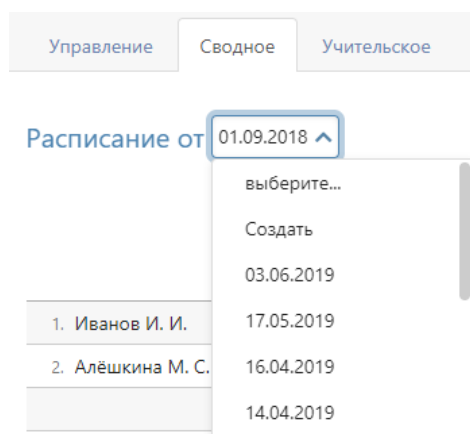 Управление Сводное Учительское
Расписание от 01.09.2018
выберите...
Создать
03.06.2019
1. Иванов И. И. 17.05.2019
2. Алёшкина М. С. 16.04.2019
14.04.2019